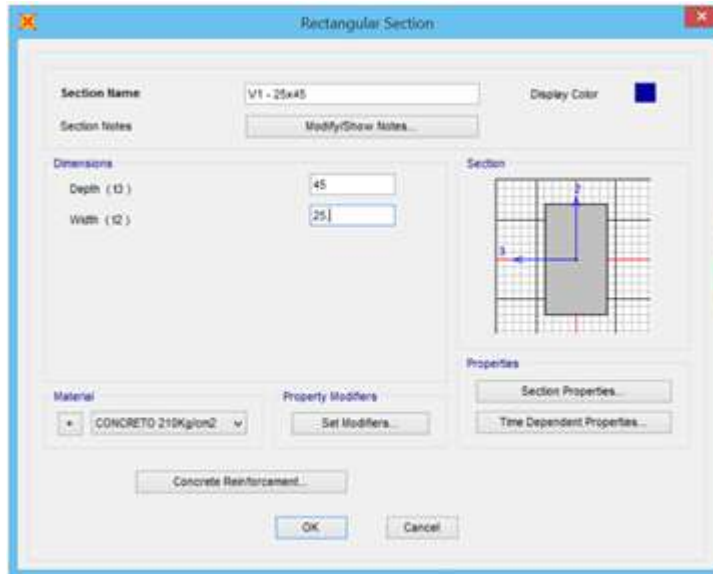 Rectangular Section
Section Name V1 - 25x45 Display Color
Section Notes Modify/Show Notes...
Dimensions
Depth ( t3 ) 45
Width ( t2 ) 25.
Section
2
3
Properties
Section Properties...
Time Dependent Properties...
Material
+ CONCRETO 210Kg/cm2
Property Modifiers
Set Modifiers...
Concrete Reinforcement...
OK Cancel